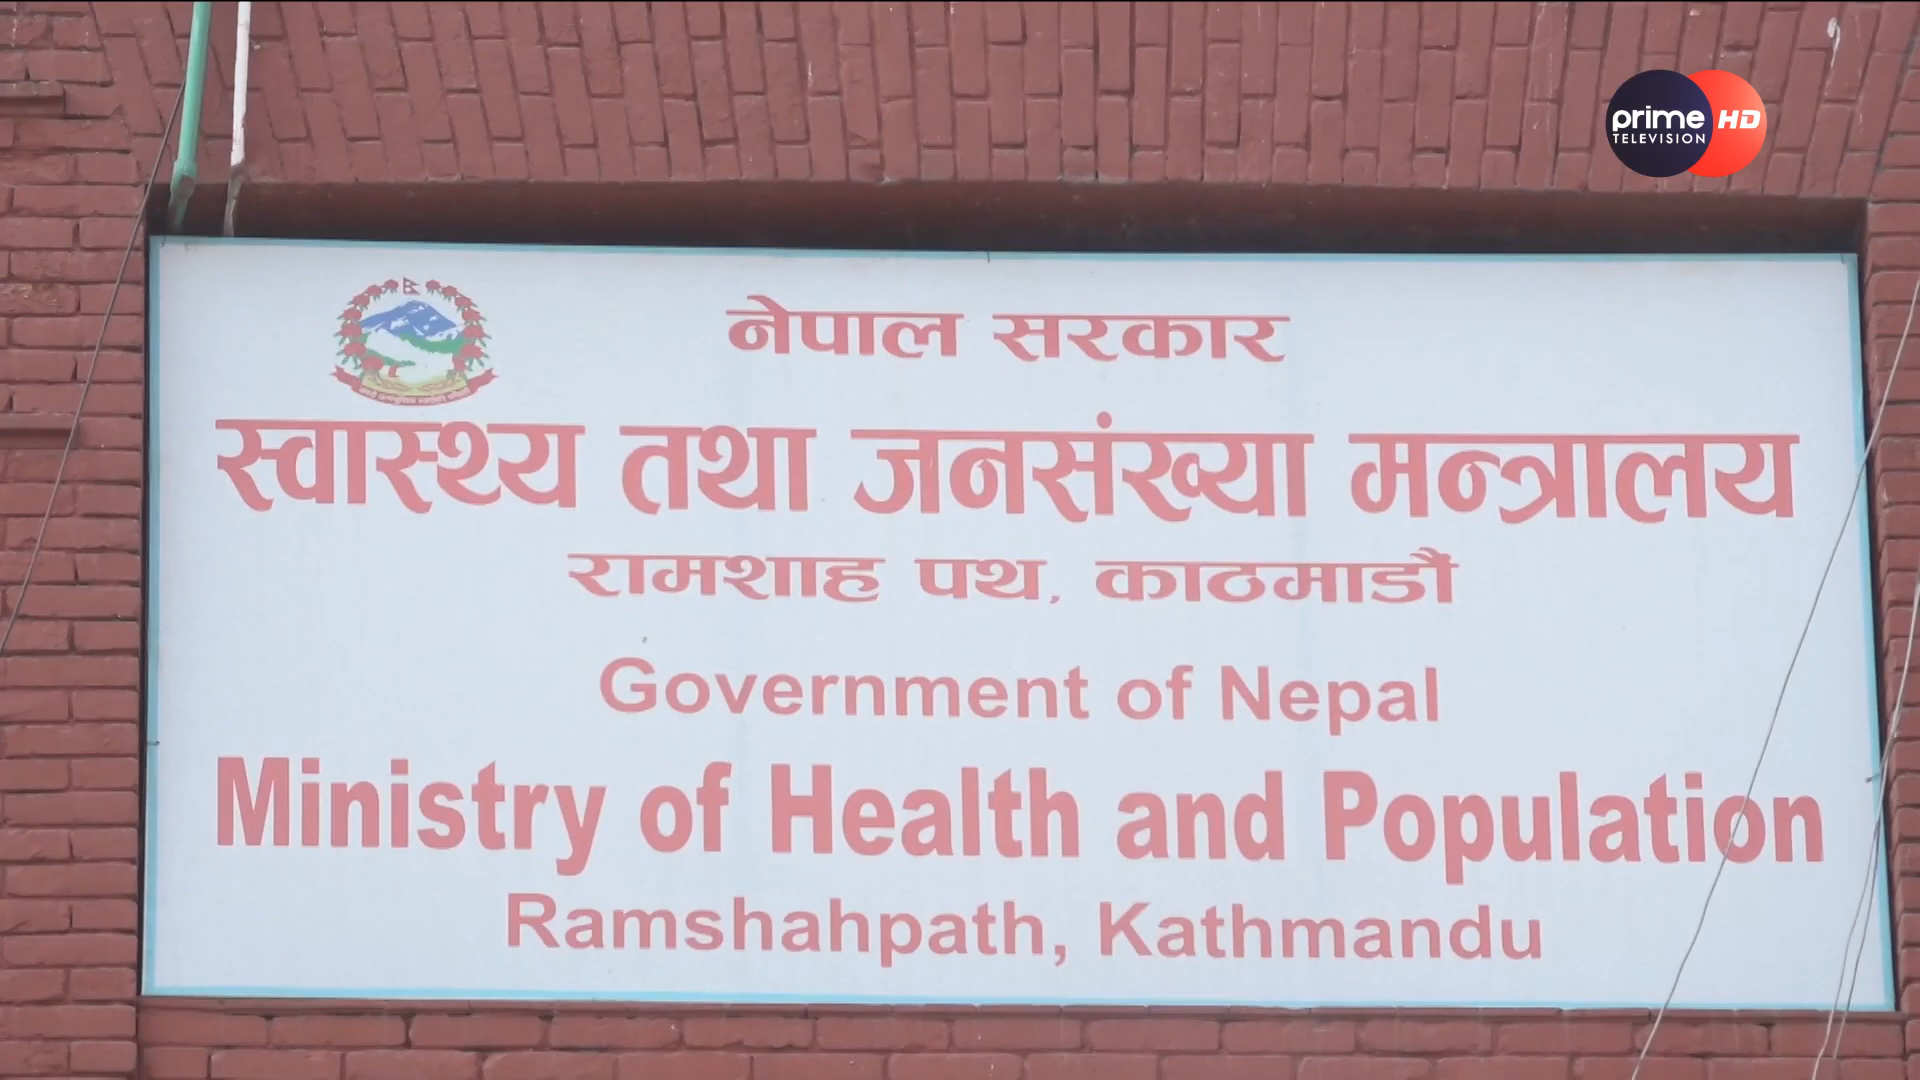 prime HD
TELEVISION
नेपाल सरकार
स्वास्थ्य तथा जनसंख्या मन्त्रालय
रामशाह पथ, काठमाडौं
Government of Nepal
Ministry of Health and Population
Ramshahpath, Kathmandu